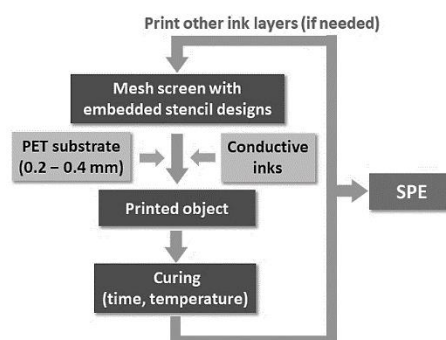 Print other ink layers (if needed)
Mesh screen with
embedded stencil designs
PET substrate
(0.2 – 0.4 mm)
Conductive
inks
Printed object
SPE
Curing
(time, temperature)